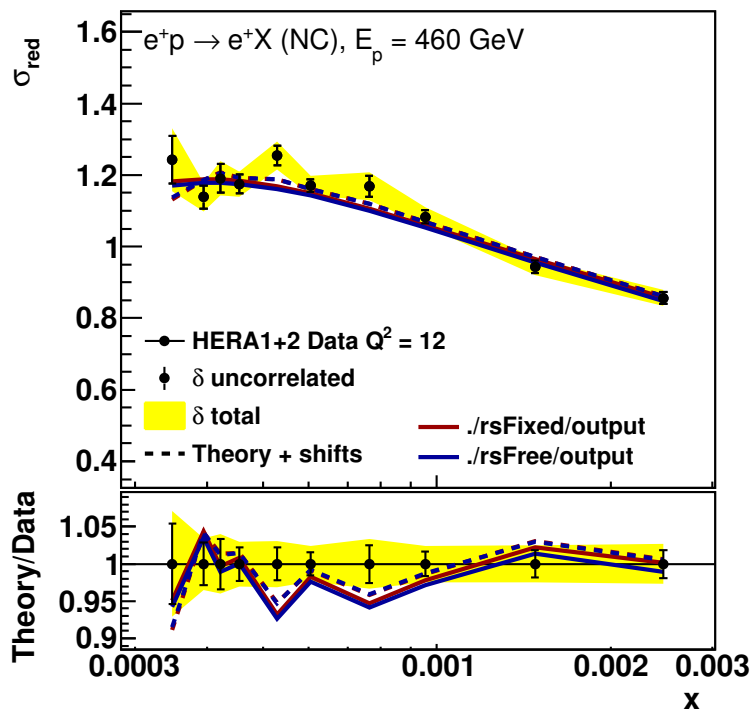 σred
e⁺p → e⁺X (NC), E_p = 460 GeV
1.6
1.4
1.2
1
0.8
0.6
0.4
HERA1+2 Data Q² = 12
δ uncorrelated
δ total
Theory + shifts
./rsFixed/output
./rsFree/output
Theory/Data
1.05
1
0.95
0.9
0.0003 0.001 0.002 0.003
x